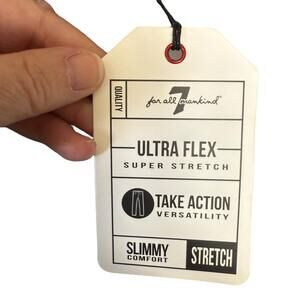 QUALITY
7
for all mankind
ULTRA FLEX
SUPER STRETCH
TAKE ACTION
VERSATILITY
SLIMMY
COMFORT
STRETCH